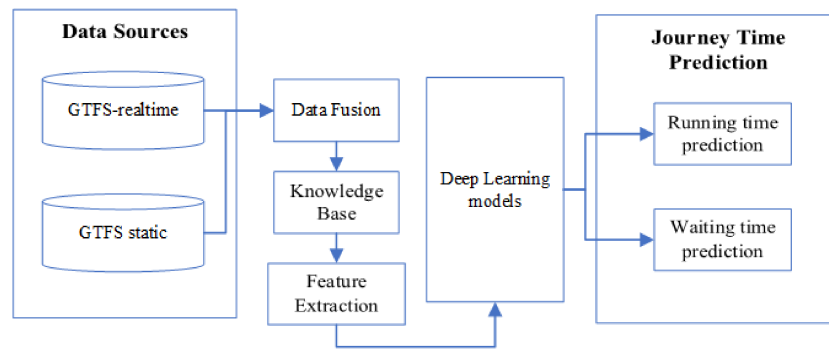 Data Sources
GTFS-realtime
GTFS static
Data Fusion
Knowledge
Base
Feature
Extraction
Deep Learning
models
Journey Time
Prediction
Running time
prediction
Waiting time
prediction